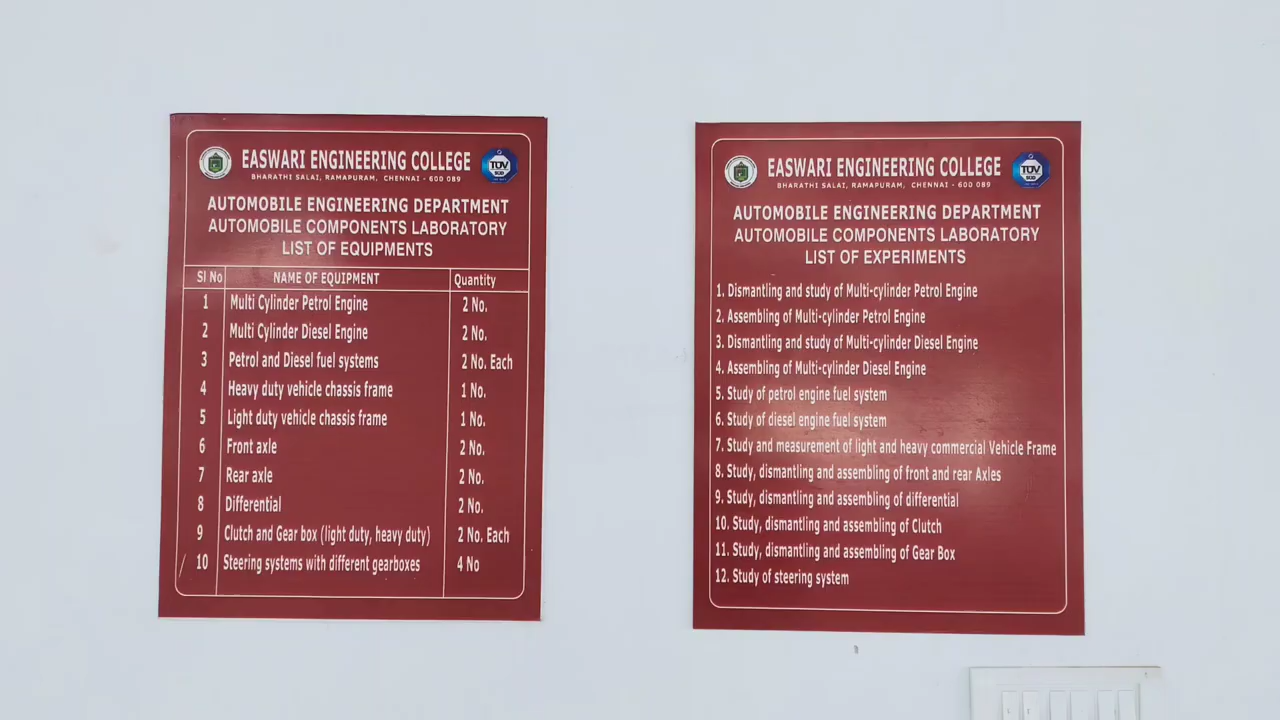 EASWARI ENGINEERING COLLEGE
BHARATHI SALAI, RAMAPURAM, CHENNAI - 600 089
TÜV
SÜD
AUTOMOBILE ENGINEERING DEPARTMENT
AUTOMOBILE COMPONENTS LABORATORY
LIST OF EQUIPMENTS
Sl No NAME OF EQUIPMENT Quantity
1 Multi Cylinder Petrol Engine 2 No.
2 Multi Cylinder Diesel Engine 2 No.
3 Petrol and Diesel fuel systems 2 No. Each
4 Heavy duty vehicle chassis frame 1 No.
5 Light duty vehicle chassis frame 1 No.
6 Front axle 2 No.
7 Rear axle 2 No.
8 Differential 2 No.
9 Clutch and Gear box (light duty, heavy duty) 2 No. Each
10 Steering systems with different gearboxes 4 No
EASWARI ENGINEERING COLLEGE
BHARATHI SALAI, RAMAPURAM, CHENNAI - 600 089
TÜV
SÜD
AUTOMOBILE ENGINEERING DEPARTMENT
AUTOMOBILE COMPONENTS LABORATORY
LIST OF EXPERIMENTS
1. Dismantling and study of Multi-cylinder Petrol Engine
2. Assembling of Multi-cylinder Petrol Engine
3. Dismantling and study of Multi-cylinder Diesel Engine
4. Assembling of Multi-cylinder Diesel Engine
5. Study of petrol engine fuel system
6. Study of diesel engine fuel system
7. Study and measurement of light and heavy commercial Vehicle Frame
8. Study, dismantling and assembling of front and rear Axles
9. Study, dismantling and assembling of differential
10. Study, dismantling and assembling of Clutch
11. Study, dismantling and assembling of Gear Box
12. Study of steering system